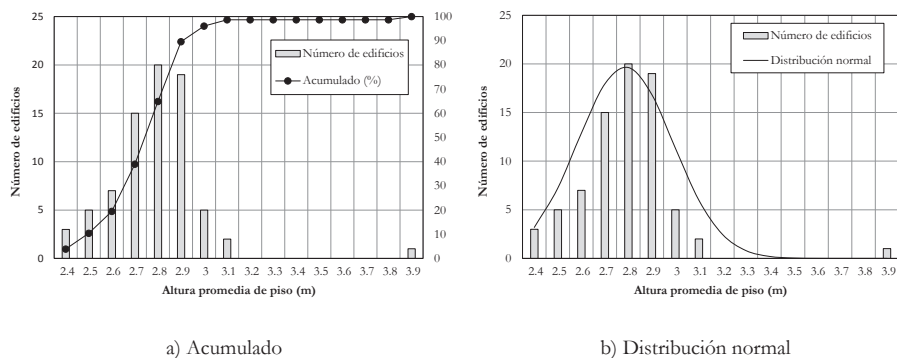 25
20
15
10
5
0
100
90
80
70
60
50
40
30
20
10
0
Número de edificios
Número de edificios
Acumulado (%)
2.4 2.5 2.6 2.7 2.8 2.9 3 3.1 3.2 3.3 3.4 3.5 3.6 3.7 3.8 3.9
Altura promedia de piso (m)
a) Acumulado
25
20
15
10
5
0
Número de edificios
Número de edificios
Distribución normal
2.4 2.5 2.6 2.7 2.8 2.9 3 3.1 3.2 3.3 3.4 3.5 3.6 3.7 3.8 3.9
Altura promedia de piso (m)
b) Distribución normal